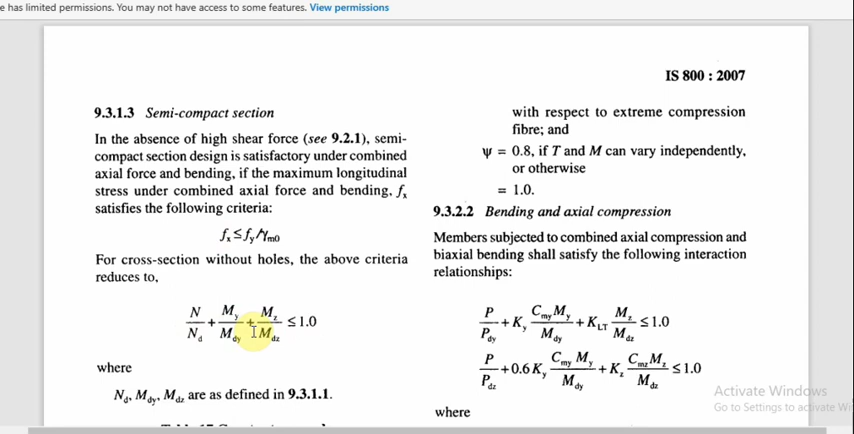 e has limited permissions. You may not have access to some features. View permissions
IS 800 : 2007
9.3.1.3 Semi-compact section
In the absence of high shear force (see 9.2.1), semi-
compact section design is satisfactory under combined
axial force and bending, if the maximum longitudinal
stress under combined axial force and bending, fx
satisfies the following criteria:
fx ≤ fy/γm0
For cross-section without holes, the above criteria
reduces to,
N/Nd + My/Mdy + Mz/Mdz ≤ 1.0
where
Nd, Mdy, Mdz are as defined in 9.3.1.1.
with respect to extreme compression
fibre; and
ψ = 0.8, if T and M can vary independently,
or otherwise
= 1.0.
9.3.2.2 Bending and axial compression
Members subjected to combined axial compression and
biaxial bending shall satisfy the following interaction
relationships:
P/Pdy + Ky CmyMy/Mdy + KLT Mz/Mdz ≤ 1.0
P/Pdz + 0.6 Ky Cmy My/Mdy + Kz CmzMz/Mdz ≤ 1.0
where
Activate Windows
Go to Settings to activate Wi